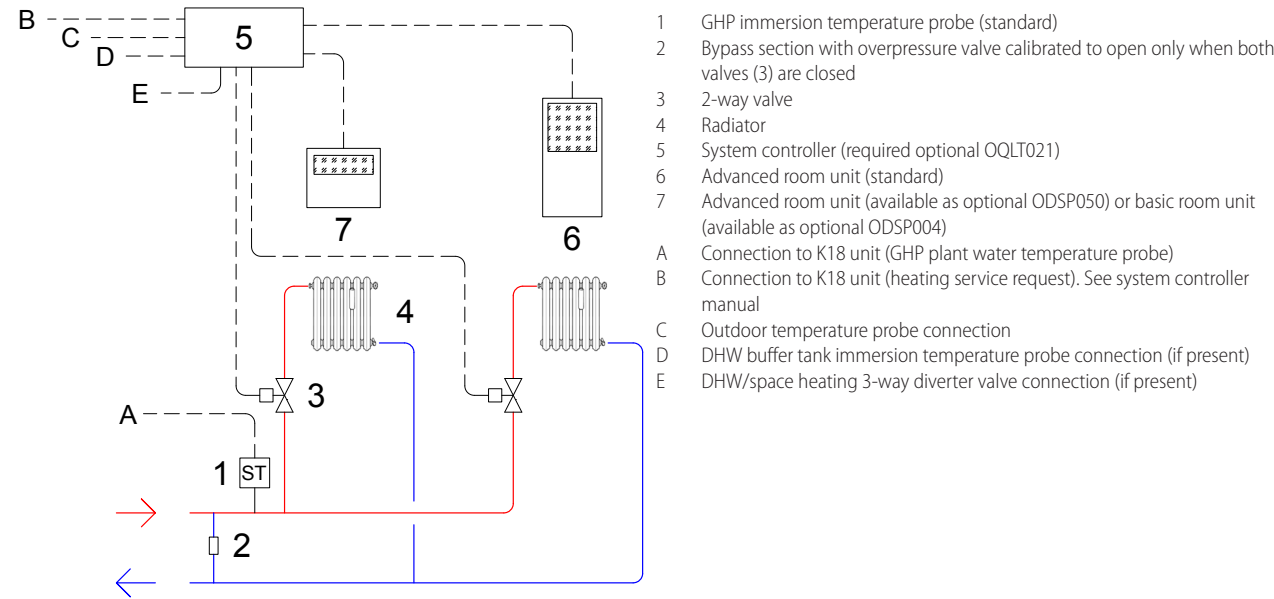 B
C
D
E
5
7
6
4
3
A
1
ST
2
1 GHP immersion temperature probe (standard)
2 Bypass section with overpressure valve calibrated to open only when both
valves (3) are closed
3 2-way valve
4 Radiator
5 System controller (required optional OQLT021)
6 Advanced room unit (standard)
7 Advanced room unit (available as optional ODSP050) or basic room unit
(available as optional ODSP004)
A Connection to K18 unit (GHP plant water temperature probe)
B Connection to K18 unit (heating service request). See system controller
manual
C Outdoor temperature probe connection
D DHW buffer tank immersion temperature probe connection (if present)
E DHW/space heating 3-way diverter valve connection (if present)